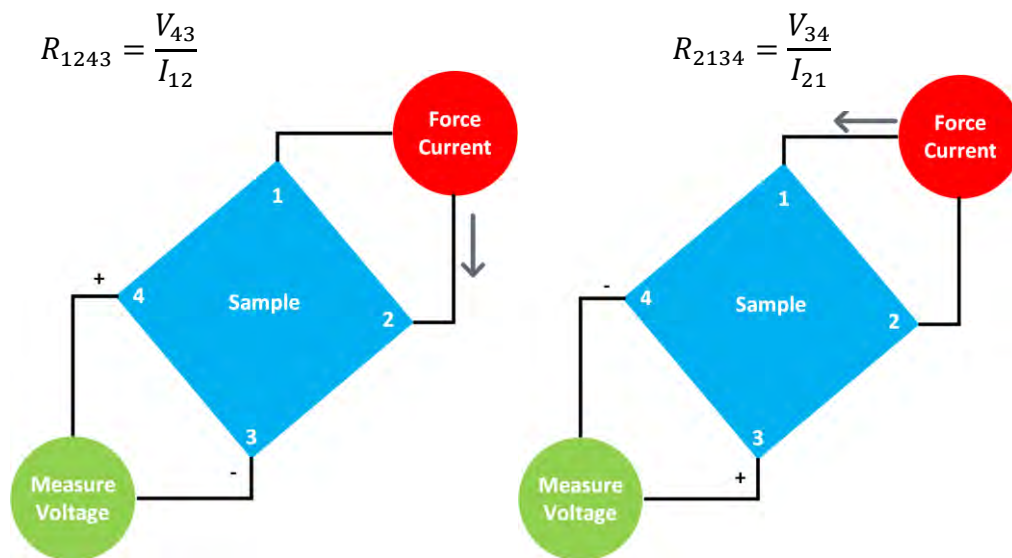 R₁₂₄₃ = V₄₃ / I₁₂
Force
Current
1
+
4
Sample
2
3
-
Measure
Voltage
R₂₁₃₄ = V₃₄ / I₂₁
Force
Current
1
-
4
Sample
2
3
+
Measure
Voltage